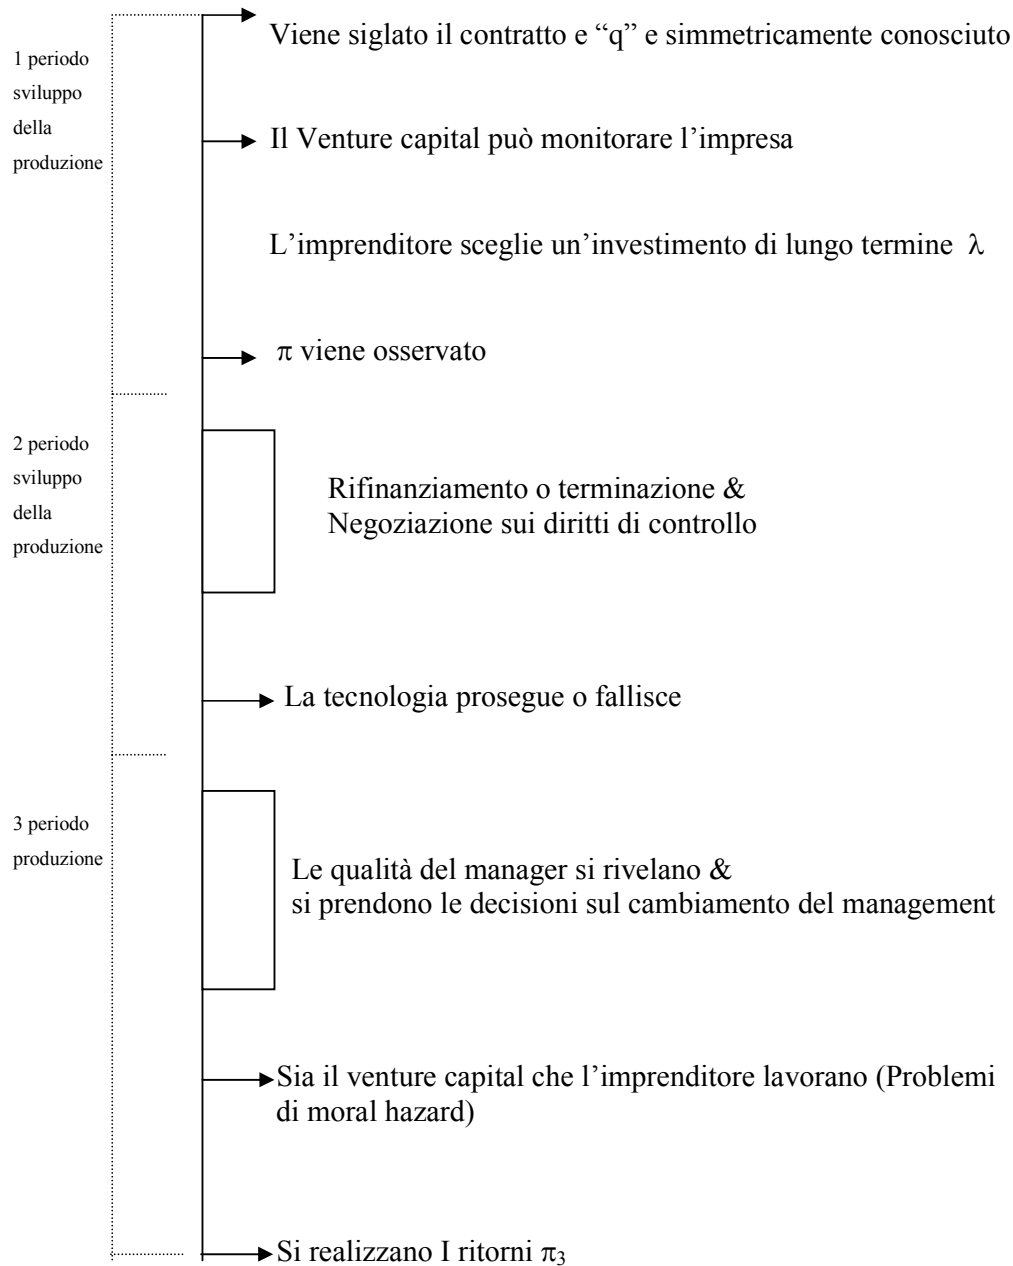 Viene siglato il contratto e “q” e simmetricamente conosciuto
1 periodo
sviluppo
della
produzione
Il Venture capital può monitorare l’impresa
L’imprenditore sceglie un’investimento di lungo termine λ
π viene osservato
2 periodo
sviluppo
della
produzione
Rifinanziamento o terminazione &
Negoziazione sui diritti di controllo
La tecnologia prosegue o fallisce
3 periodo
produzione
Le qualità del manager si rivelano &
si prendono le decisioni sul cambiamento del management
Sia il venture capital che l’imprenditore lavorano (Problemi
di moral hazard)
Si realizzano I ritorni π₃